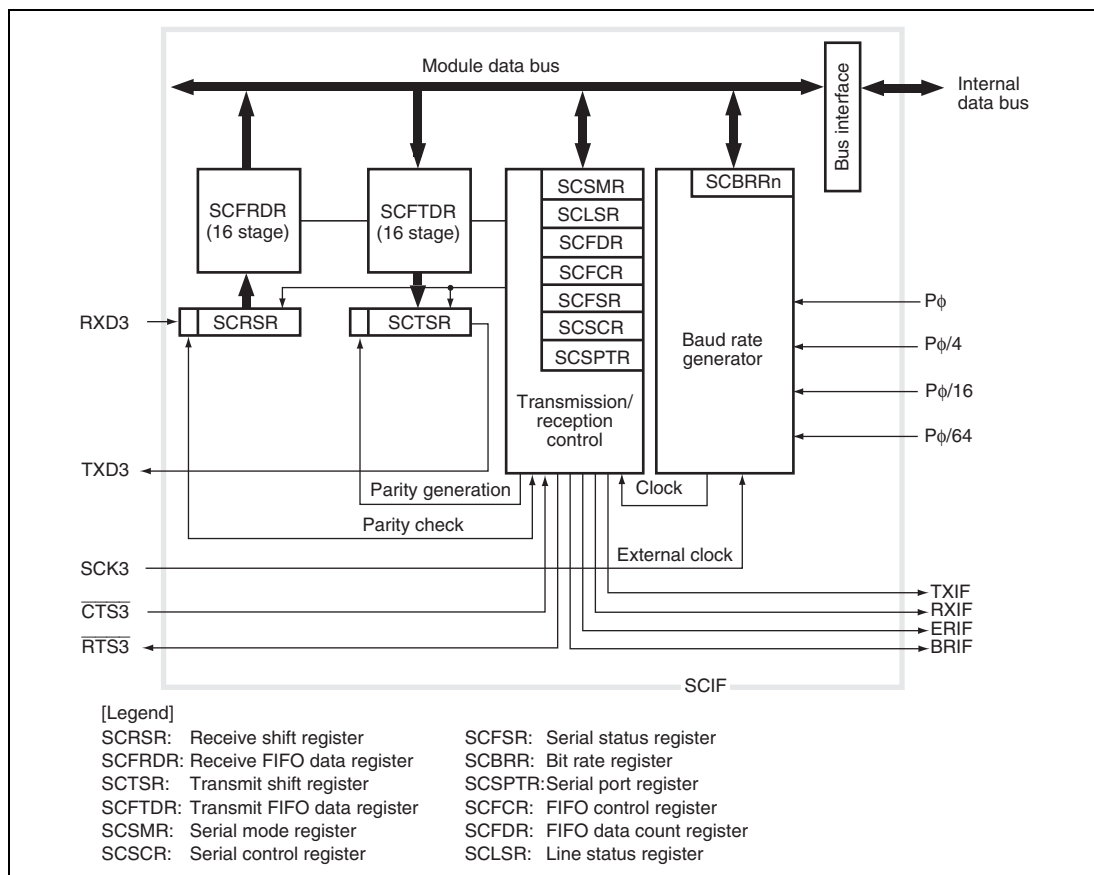 Module data bus
Bus interface
Internal
data bus
SCFRDR
(16 stage)
SCFTDR
(16 stage)
SCSMR
SCLSR
SCFDR
SCFCR
SCFSR
SCSCR
SCSPTR
Transmission/
reception
control
SCBRRn
Baud rate
generator
RXD3
SCRSR
SCTSR
Pφ
Pφ/4
Pφ/16
Pφ/64
TXD3
Parity generation
Clock
Parity check
SCK3
External clock
CTS3
RTS3
TXIF
RXIF
ERIF
BRIF
SCIF
[Legend]
SCRSR: Receive shift register
SCFRDR: Receive FIFO data register
SCTSR: Transmit shift register
SCFTDR: Transmit FIFO data register
SCSMR: Serial mode register
SCSCR: Serial control register
SCFSR: Serial status register
SCBRR: Bit rate register
SCSPTR:Serial port register
SCFCR: FIFO control register
SCFDR: FIFO data count register
SCLSR: Line status register